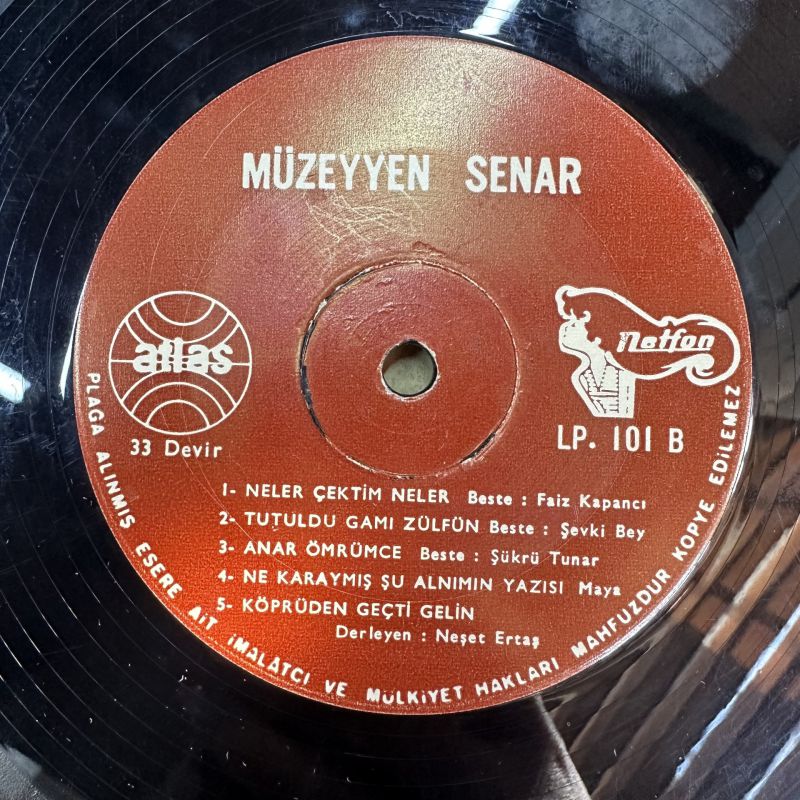 MÜZEYYEN SENAR
atlas
Netfon
33 Devir
LP. 101 B
1- NELER ÇEKTİM NELER Beste : Faiz Kapancı
2- TUTULDU GAMI ZÜLFÜN Beste : Şevki Bey
3- ANAR ÖMRÜMCE Beste : Şükrü Tunar
4- NE KARAYMIŞ ŞU ALNIMIN YAZISI Maya
5- KÖPRÜDEN GEÇTİ GELİN
Derleyen : Neşet Ertaş
PLAĞA ALINMIŞ ESERE AİT İMALATÇI VE MÜLKİYET HAKLARI MAHFUZDUR KOPYE EDİLEMEZ